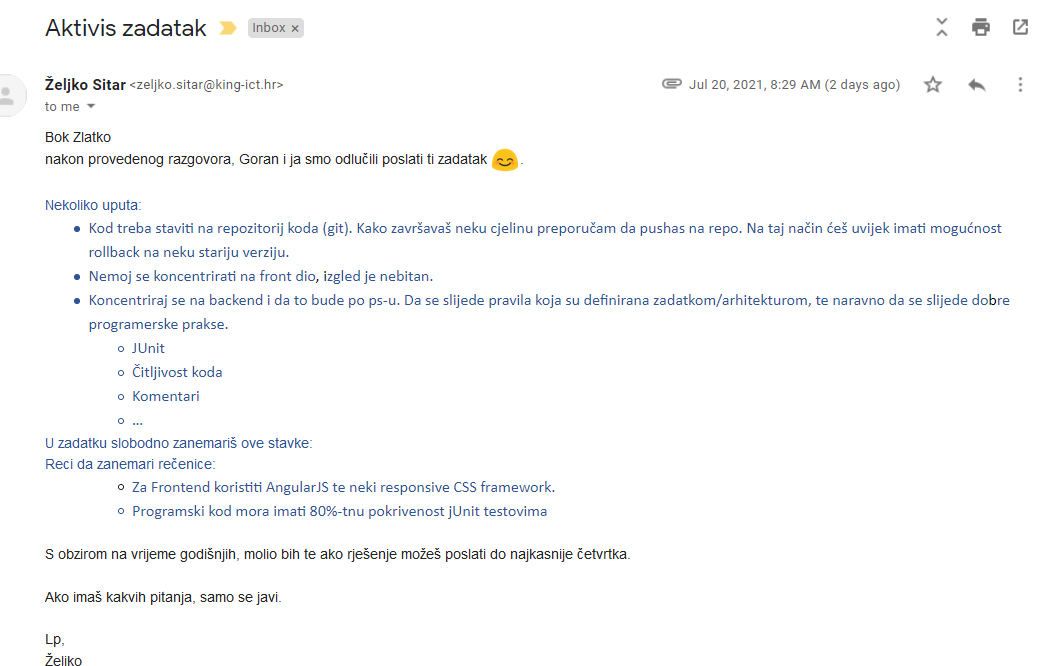 Aktivis zadatak Inbox ×
Željko Sitar <zeljko.sitar@king-ict.hr> Jul 20, 2021, 8:29 AM (2 days ago)
to me
Bok Zlatko
nakon provedenog razgovora, Goran i ja smo odlučili poslati ti zadatak 😊.
Nekoliko uputa:
• Kod treba staviti na repozitorij koda (git). Kako završavaš neku cjelinu preporučam da pushas na repo. Na taj način ćeš uvijek imati mogućnost
rollback na neku stariju verziju.
• Nemoj se koncentrirati na front dio, izgled je nebitan.
• Koncentriraj se na backend i da to bude po ps-u. Da se slijede pravila koja su definirana zadatkom/arhitekturom, te naravno da se slijede dobre
programerske prakse.
○ JUnit
○ Čitljivost koda
○ Komentari
○ ...
U zadatku slobodno zanemariš ove stavke:
Reci da zanemari rečenice:
○ Za Frontend koristiti AngularJS te neki responsive CSS framework.
○ Programski kod mora imati 80%-tnu pokrivenost jUnit testovima
S obzirom na vrijeme godišnjih, molio bih te ako rješenje možeš poslati do najkasnije četvrtka.
Ako imaš kakvih pitanja, samo se javi.
Lp,
Željko